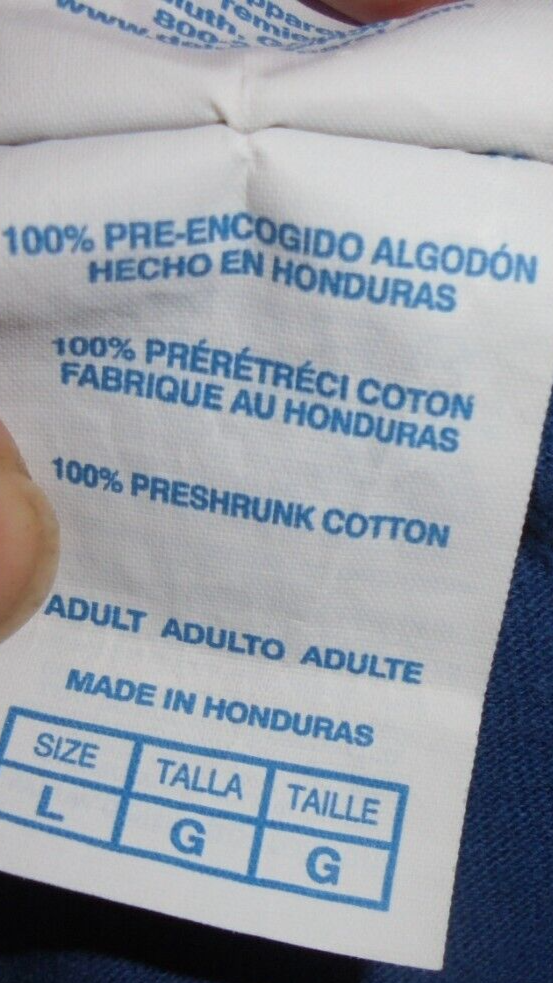 100% PRE-ENCOGIDO ALGODÓN
HECHO EN HONDURAS
100% PRÉRÉTRÉCI COTON
FABRIQUE AU HONDURAS
100% PRESHRUNK COTTON
ADULT ADULTO ADULTE
MADE IN HONDURAS
SIZE TALLA TAILLE
L G G